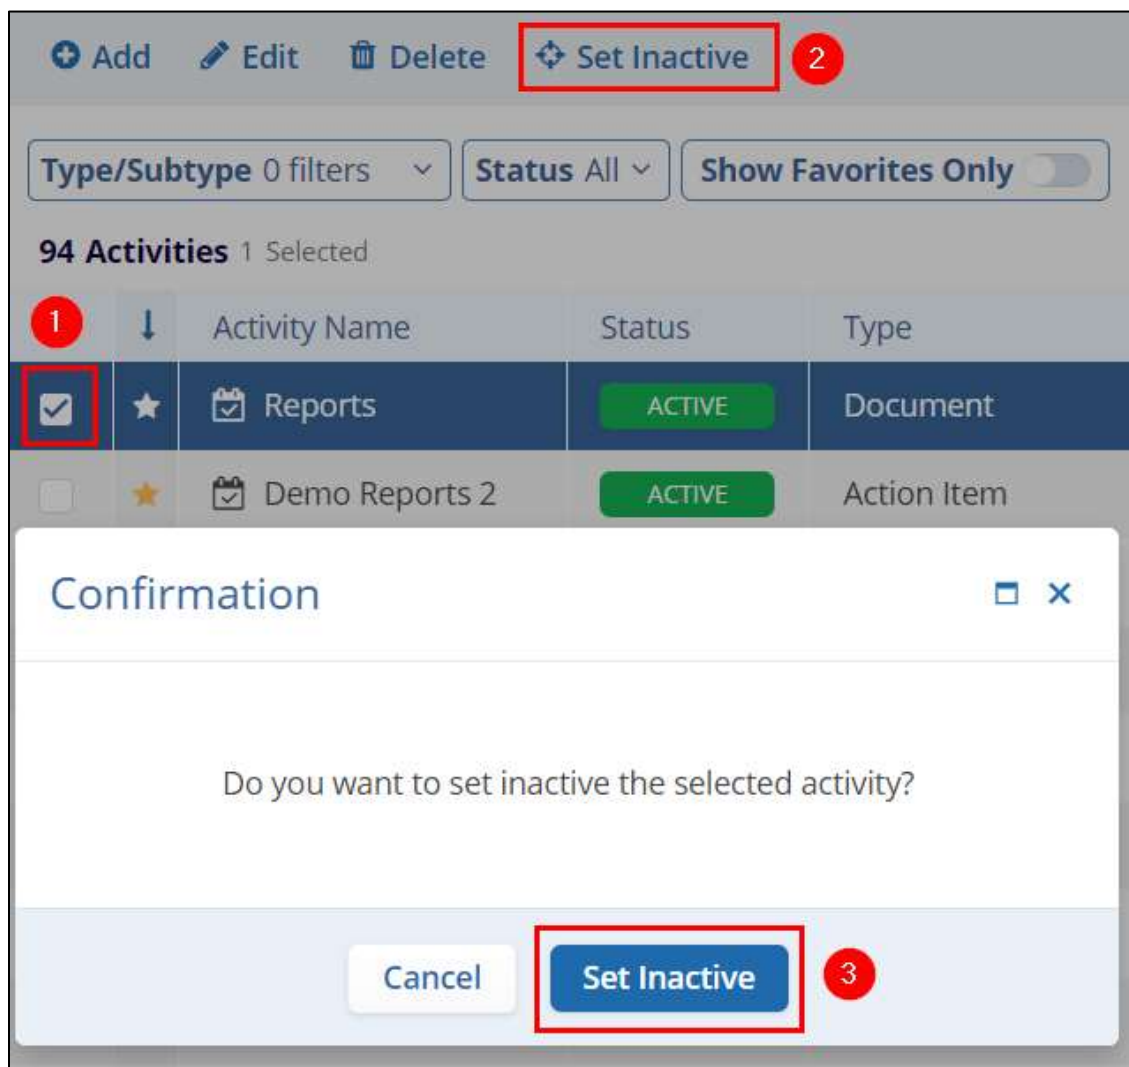 Add Edit Delete Set Inactive 2
Type/Subtype 0 filters Status All Show Favorites Only
94 Activities 1 Selected
1 Activity Name Status Type
Reports ACTIVE Document
Demo Reports 2 ACTIVE Action Item
Confirmation
Do you want to set inactive the selected activity?
Cancel Set Inactive 3